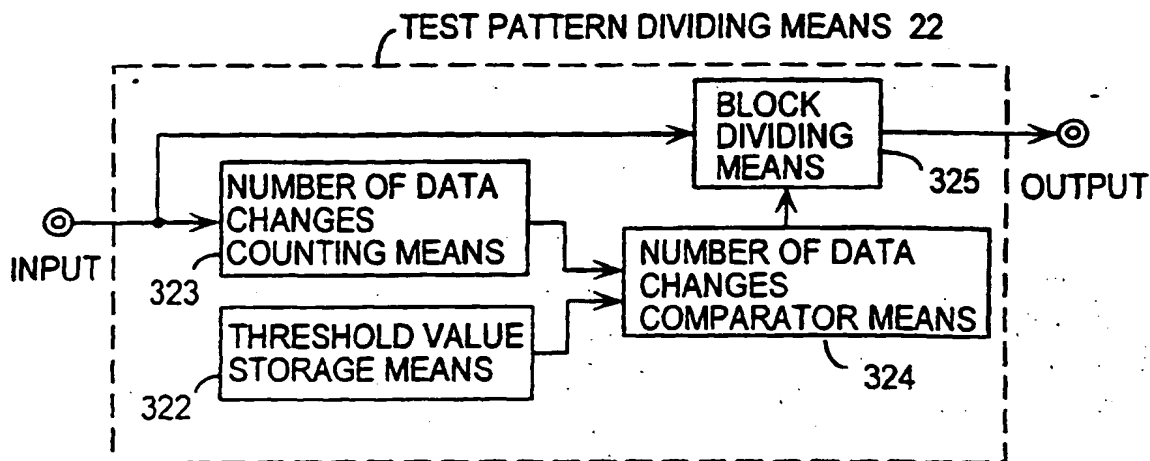 TEST PATTERN DIVIDING MEANS 22
BLOCK
DIVIDING
MEANS
325
OUTPUT
NUMBER OF DATA
CHANGES
COUNTING MEANS
323
INPUT
NUMBER OF DATA
CHANGES
COMPARATOR MEANS
324
THRESHOLD VALUE
STORAGE MEANS
322